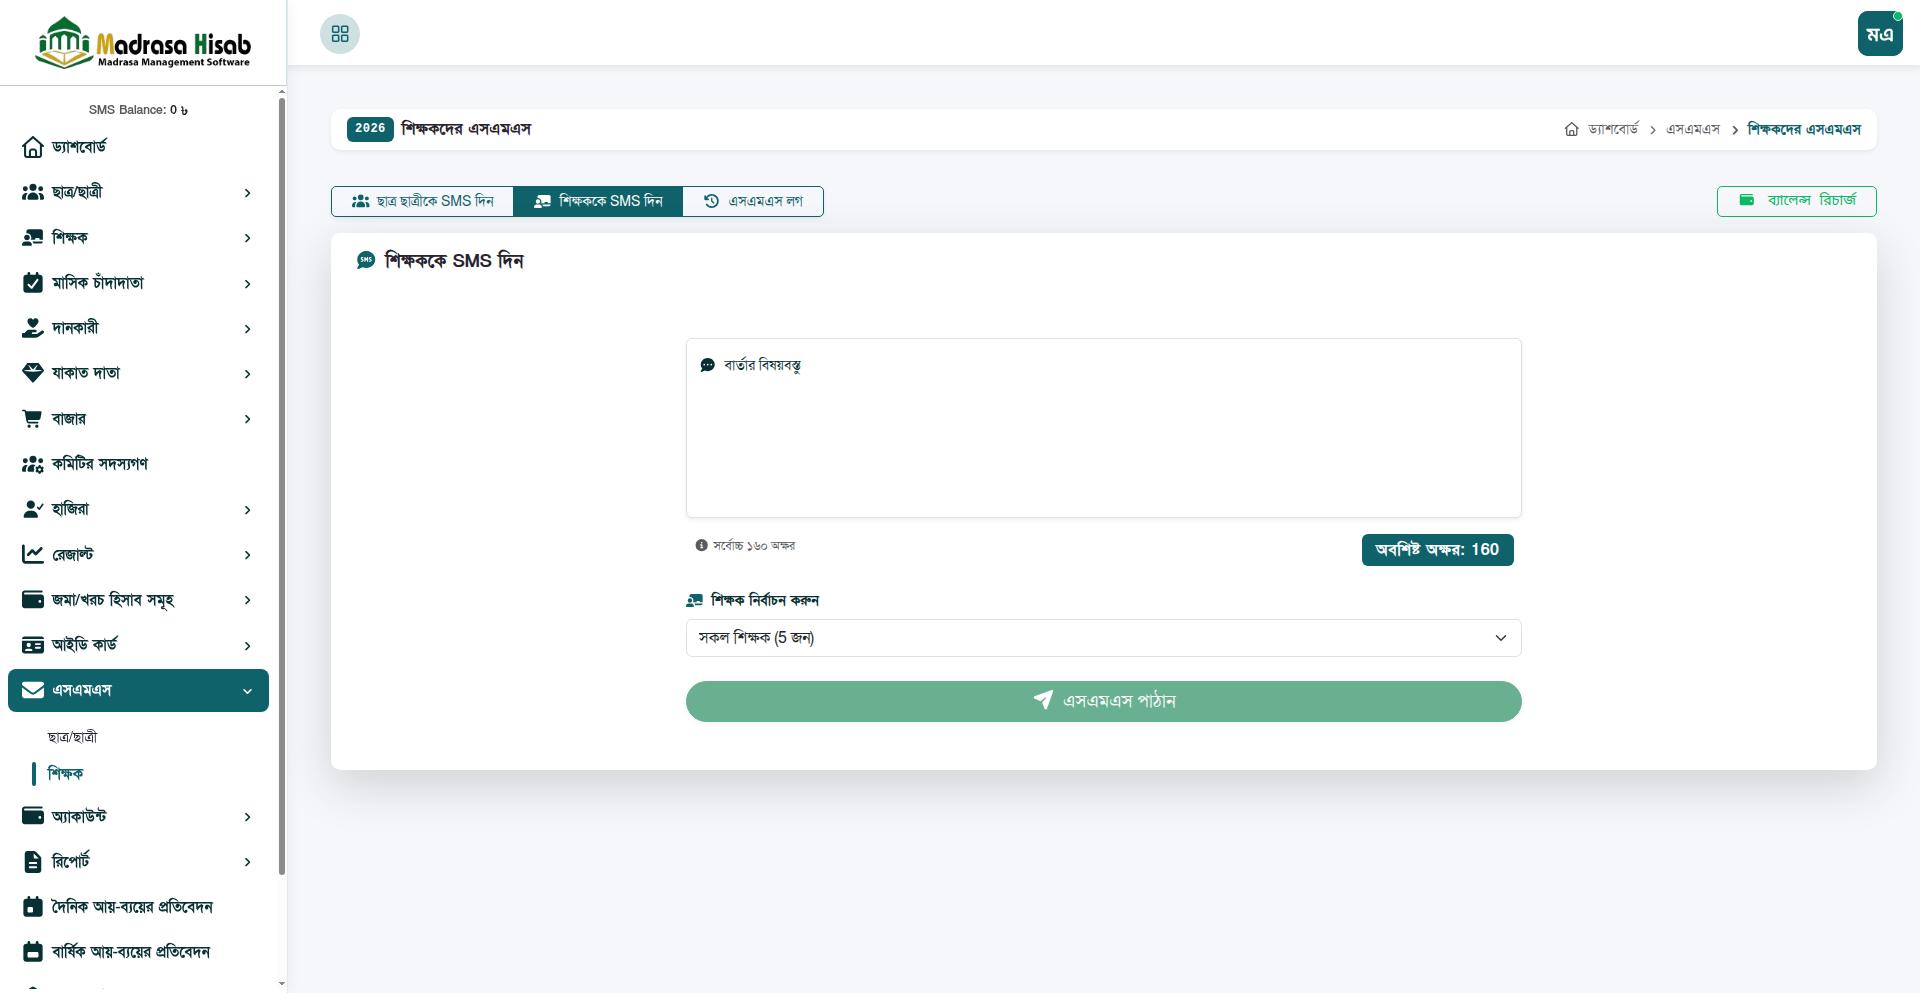 Madrasa Hisab
Madrasa Management Software
SMS Balance: 0 ৳
ড্যাশবোর্ড
ছাত্র/ছাত্রী
শিক্ষক
মাসিক চাঁদাদাতা
দানকারী
যাকাত দাতা
বাজার
কমিটির সদস্যগণ
হাজিরা
রেজাল্ট
জমা/খরচ হিসাব সমূহ
আইডি কার্ড
এসএমএস
ছাত্র/ছাত্রী
শিক্ষক
অ্যাকাউন্ট
রিপোর্ট
দৈনিক আয়-ব্যয়ের প্রতিবেদন
বার্ষিক আয়-ব্যয়ের প্রতিবেদন
মএ
2026 শিক্ষকদের এসএমএস
ড্যাশবোর্ড > এসএমএস > শিক্ষকদের এসএমএস
ছাত্র ছাত্রীকে SMS দিন
শিক্ষককে SMS দিন
এসএমএস লগ
ব্যালেন্স রিচার্জ
SMS শিক্ষককে SMS দিন
বার্তার বিষয়বস্তু
সর্বোচ্চ ১৬০ অক্ষর
অবশিষ্ট অক্ষর: 160
শিক্ষক নির্বাচন করুন
সকল শিক্ষক (5 জন)
এসএমএস পাঠান